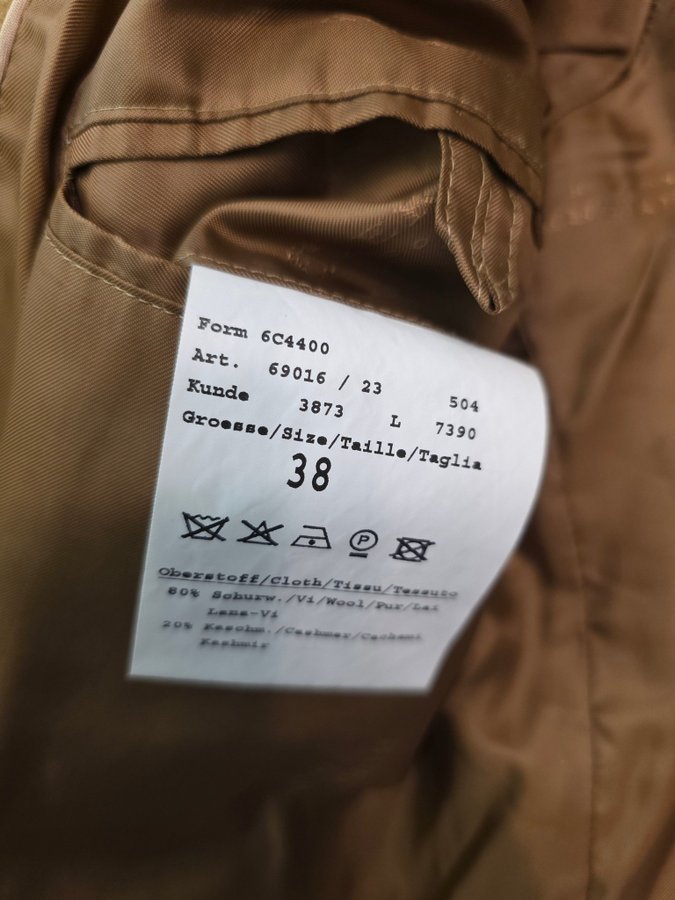 Form 6C4400
Art. 69016 / 23 504
Kunde 3873 L 7390
Groesse/Size/Taille/Taglia
38
P
Oberstoff/Cloth/Tissu/Tessuto
80% Schurw./Vi/Wool/Pur/Lai
Lana-Vi
20% Kaschm./Cashmer/Cachemi
Kashmir